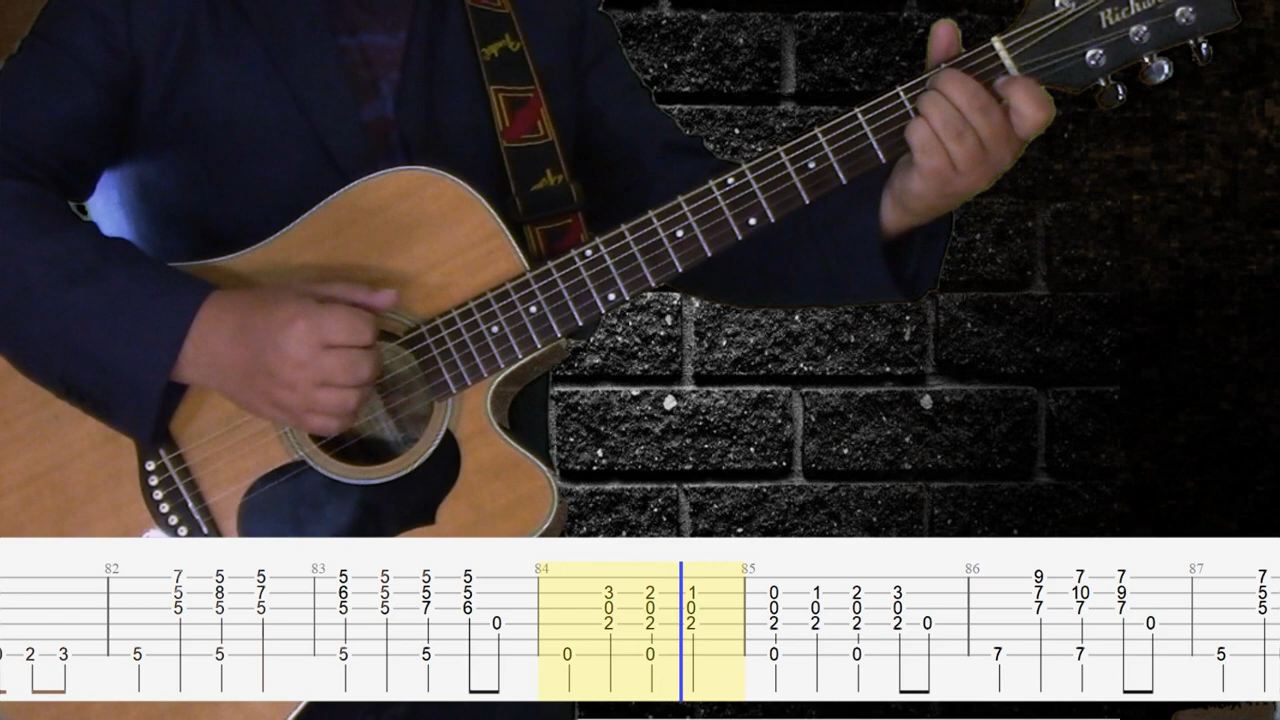 Richar
Fender
82 83 84 85 86 87
7 5 5 5 5 5 5 9 7 7 7
5 8 7 6 5 5 5 3 2 1 0 1 2 3 7 10 9 5
5 5 5 5 5 7 6 0 0 0 0 0 0 0 7 7 7 5
0 2 2 2 2 2 2 2 0 0
0 2 3 5 5 5 5 0 0 0 0 7 7 5